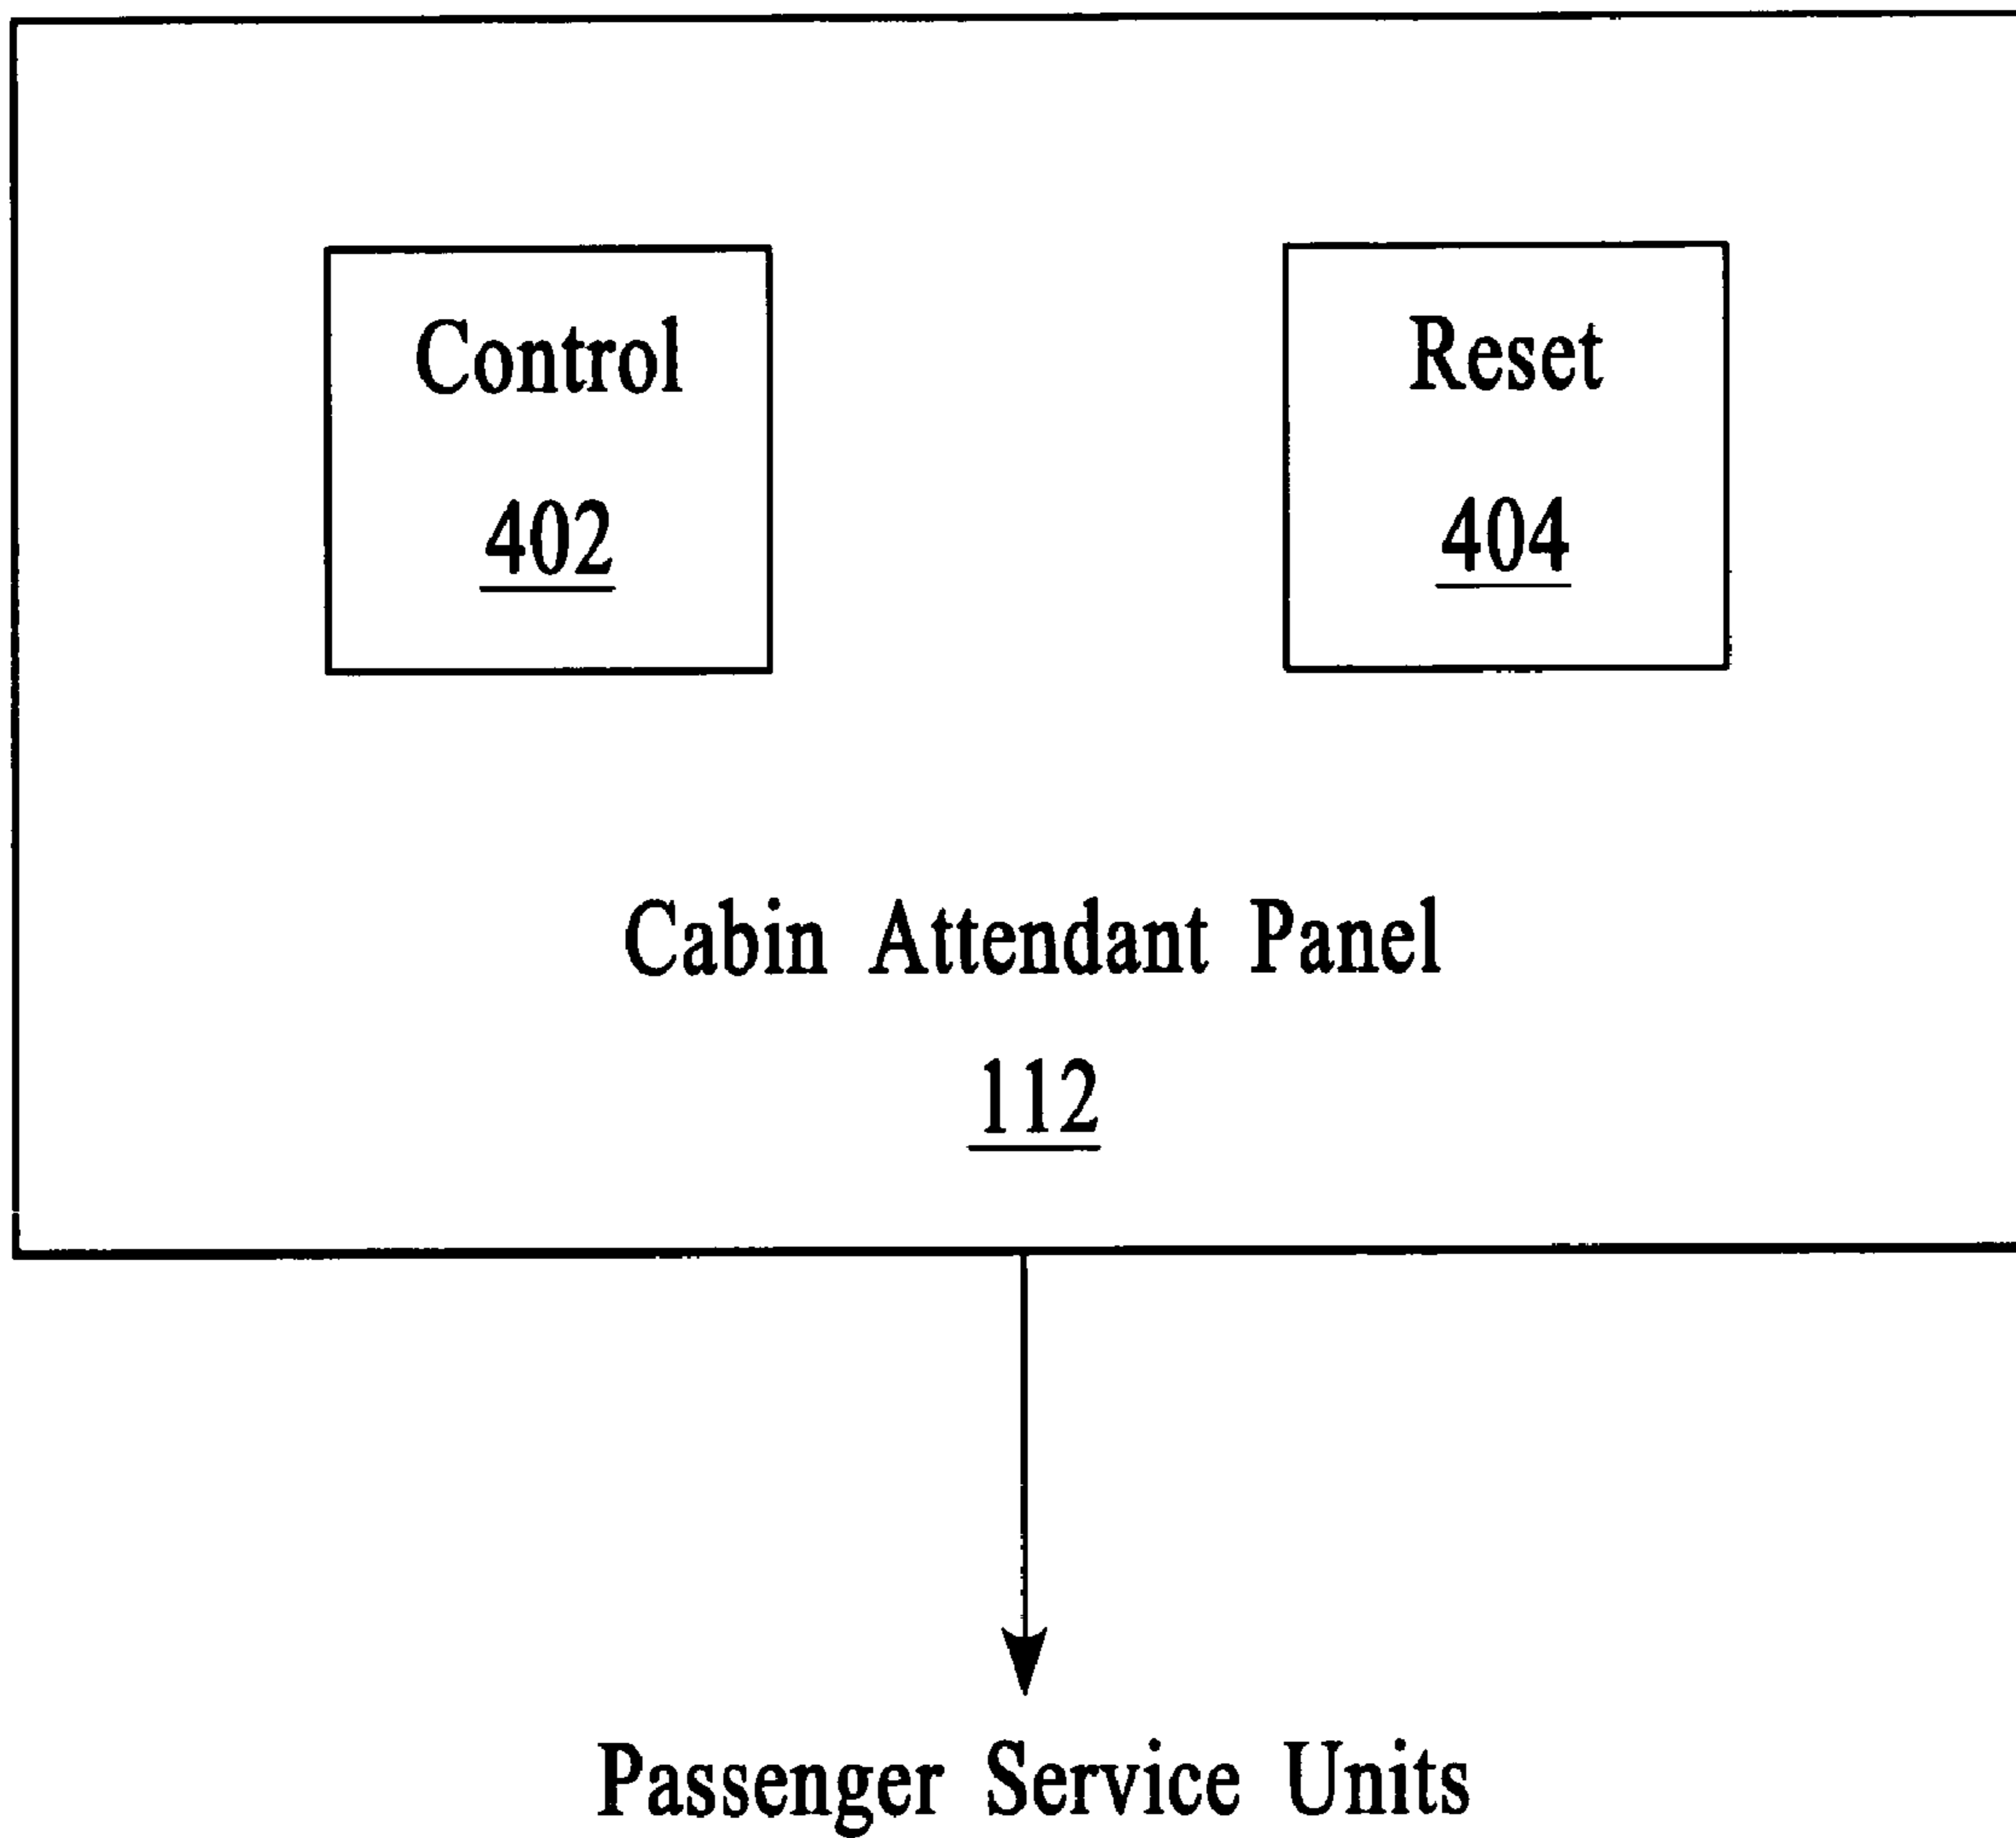 Control
402
Reset
404
Cabin Attendant Panel
112
Passenger Service Units